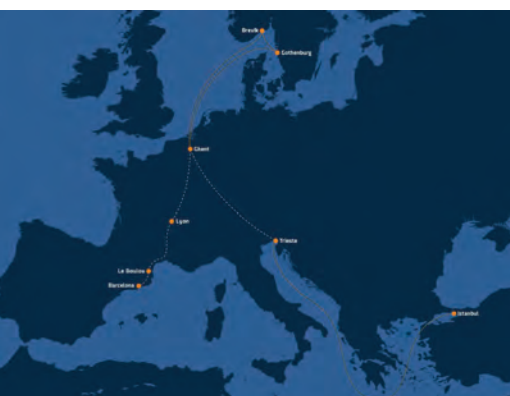 Brevik
Gothenburg
Ghent
Lyon
Trieste
Le Boulou
Barcelona
Istanbul